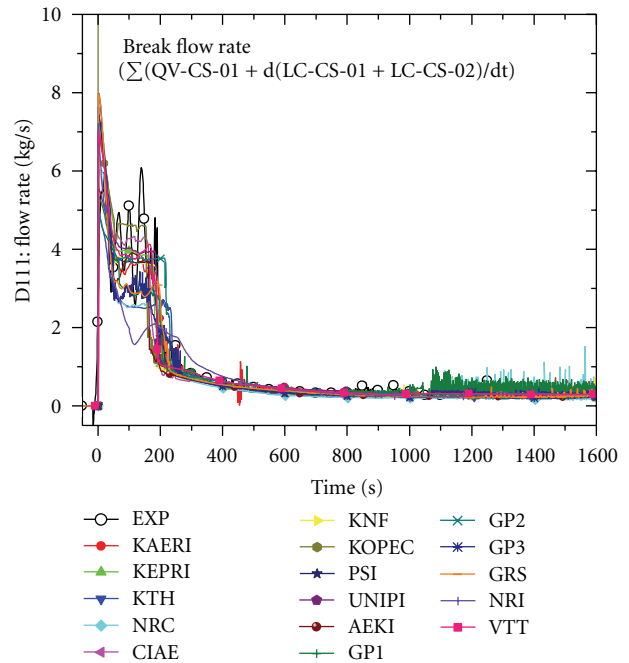 Break flow rate
(∑(QV-CS-01 + d(LC-CS-01 + LC-CS-02)/dt)
10
8
6
4
2
0
D111: flow rate (kg/s)
0 200 400 600 800 1000 1200 1400 1600
Time (s)
EXP KNF GP2
KAERI KOPEC GP3
KEPRI PSI GRS
KTH UNIPI NRI
NRC AEKI VTT
CIAE GP1